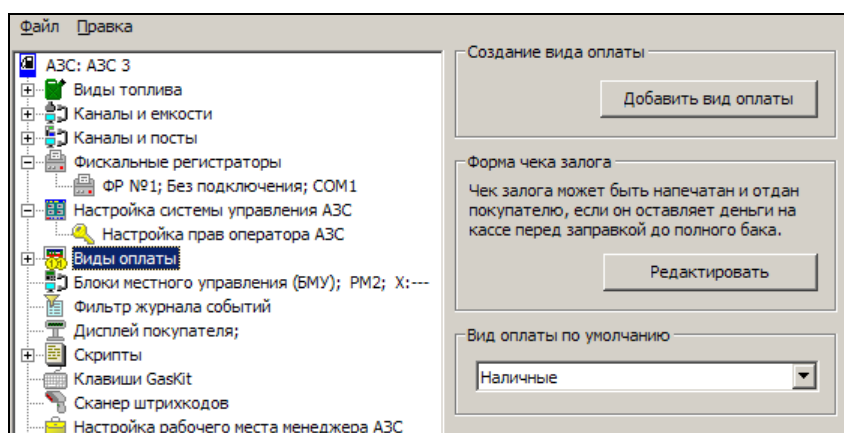 Файл Правка
АЗС: АЗС 3
Виды топлива
Каналы и емкости
Каналы и посты
Фискальные регистраторы
ФР №1; Без подключения; COM1
Настройка системы управления АЗС
Настройка прав оператора АЗС
Виды оплаты
Блоки местного управления (БМУ); РМ2; X:---
Фильтр журнала событий
Дисплей покупателя;
Скрипты
Клавиши GasKit
Сканер штрихкодов
Настройка рабочего места менеджера АЗС
Создание вида оплаты
Добавить вид оплаты
Форма чека залога
Чек залога может быть напечатан и отдан
покупателю, если он оставляет деньги на
кассе перед заправкой до полного бака.
Редактировать
Вид оплаты по умолчанию
Наличные